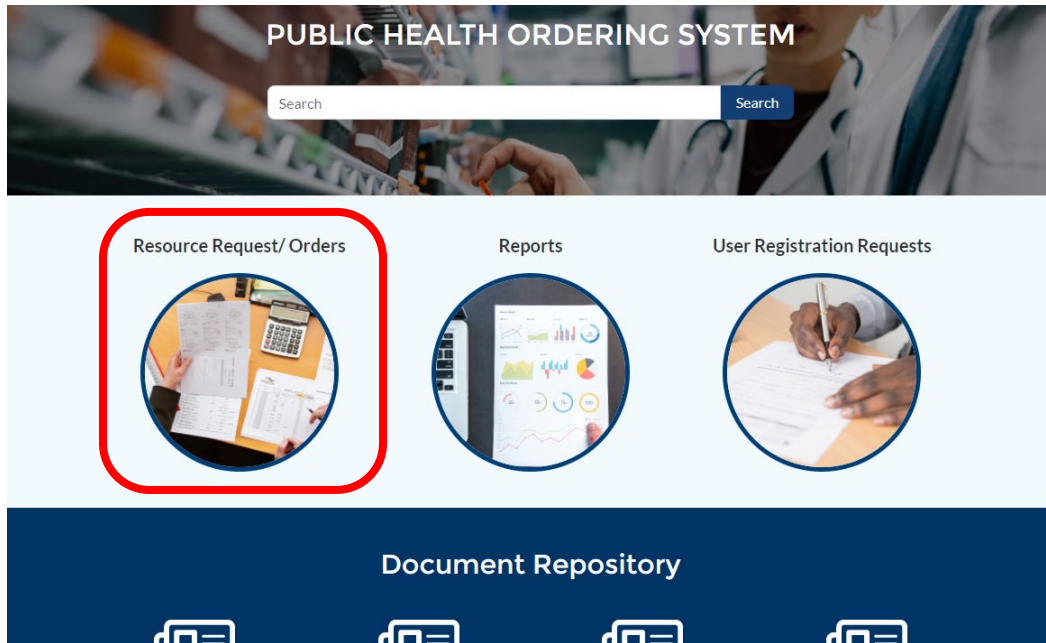 PUBLIC HEALTH ORDERING SYSTEM
Search
Search
Resource Request/ Orders
Reports
User Registration Requests
Document Repository